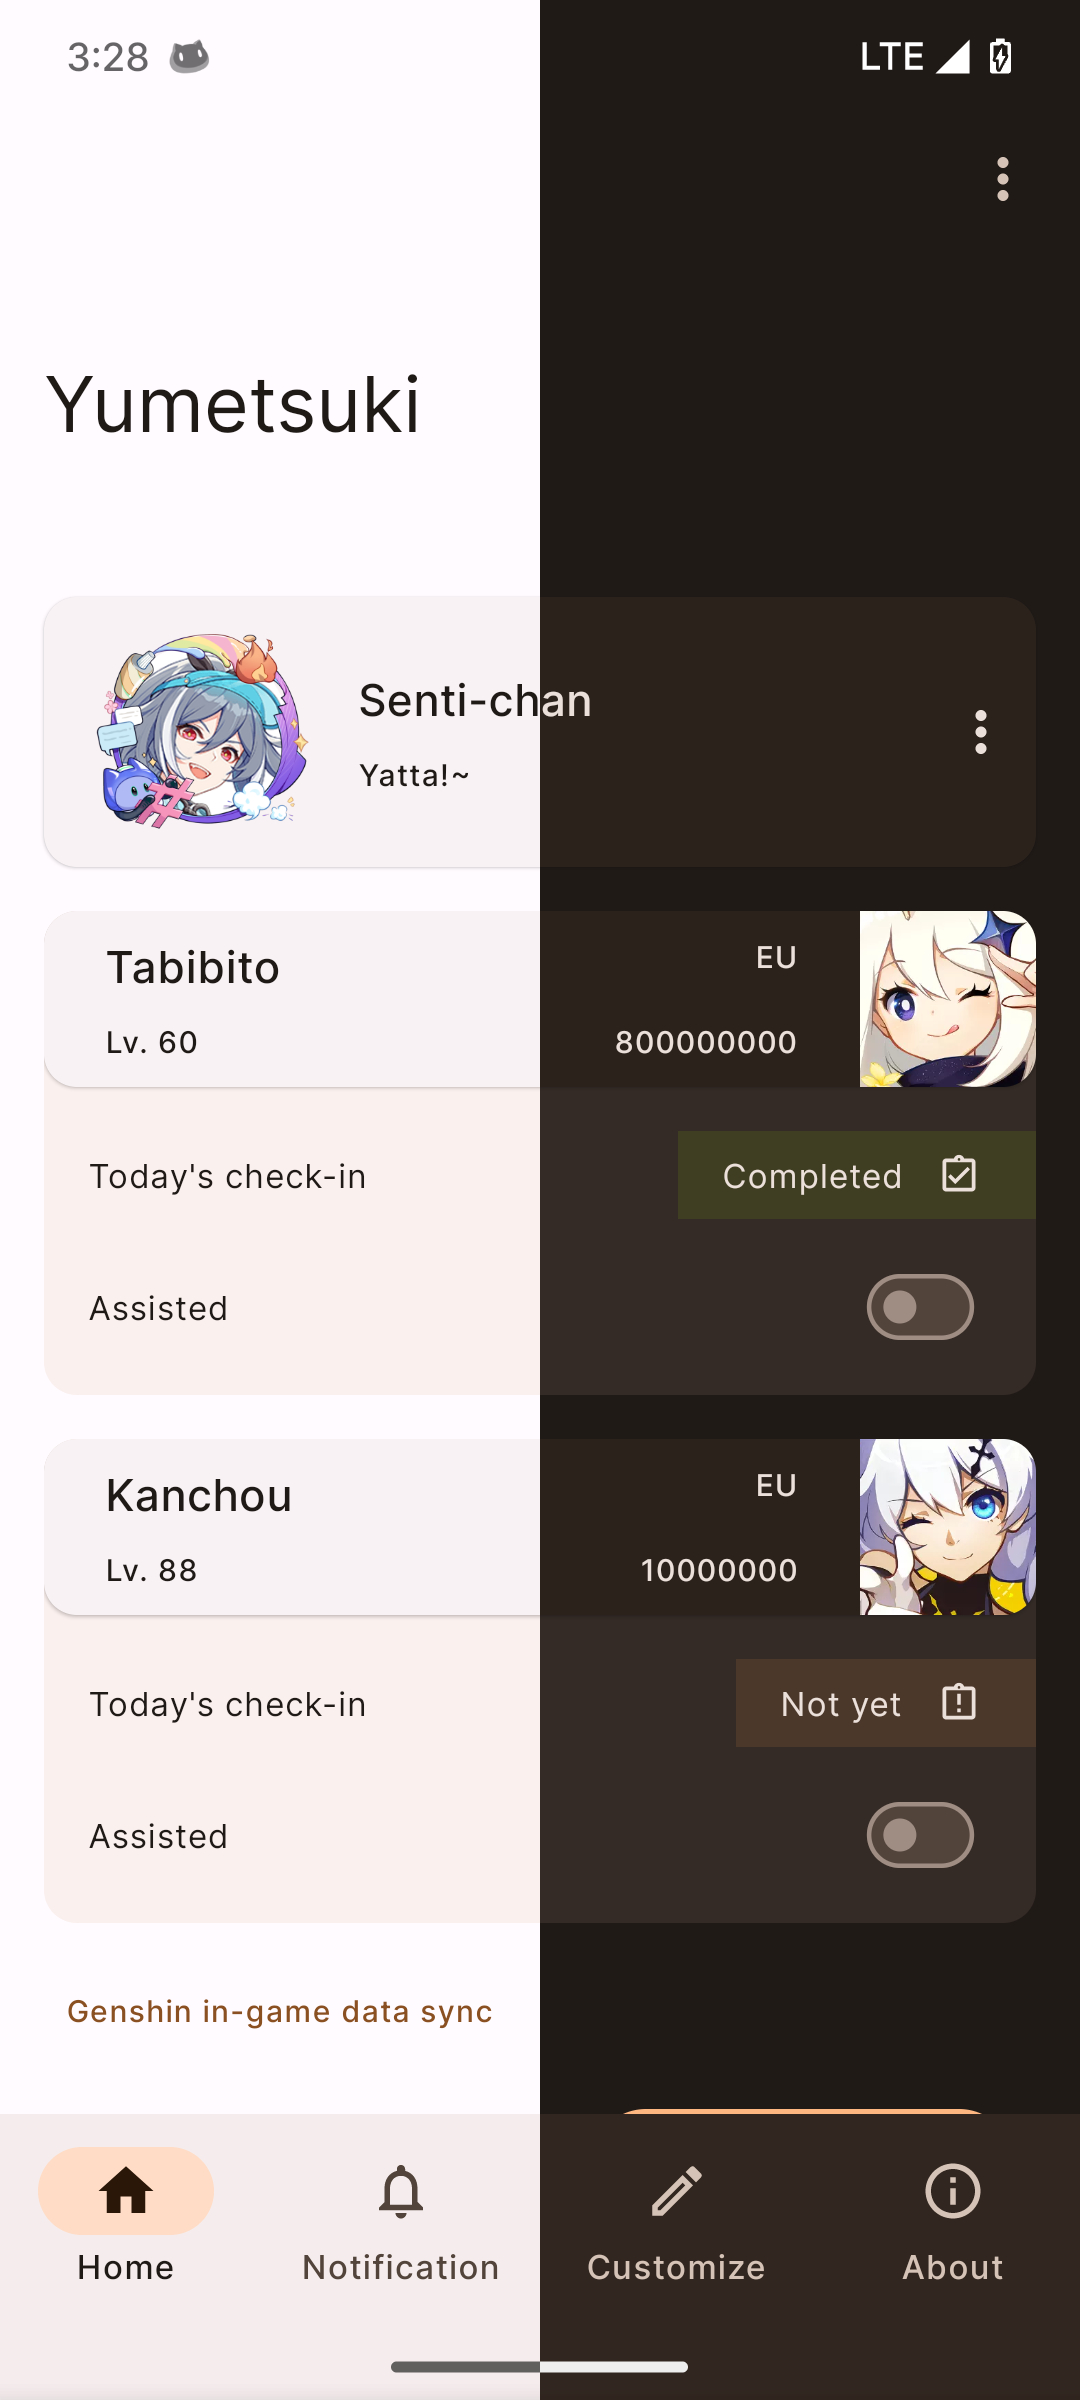 3:28
LTE
Yumetsuki
Senti-chan
Yatta!~
Tabibito
EU
Lv. 60
800000000
Today's check-in
Completed
Assisted
Kanchou
EU
Lv. 88
10000000
Today's check-in
Not yet
Assisted
Genshin in-game data sync
Home
Notification
Customize
About